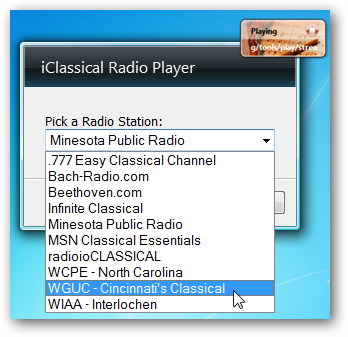 Playing
g/tools/play/strea
iClassical Radio Player
Pick a Radio Station:
Minesota Public Radio
.777 Easy Classical Channel
Bach-Radio.com
Beethoven.com
Infinite Classical
Minesota Public Radio
MSN Classical Essentials
radioioCLASSICAL
WCPE - North Carolina
WGUC - Cincinnati's Classical
WIAA - Interlochen